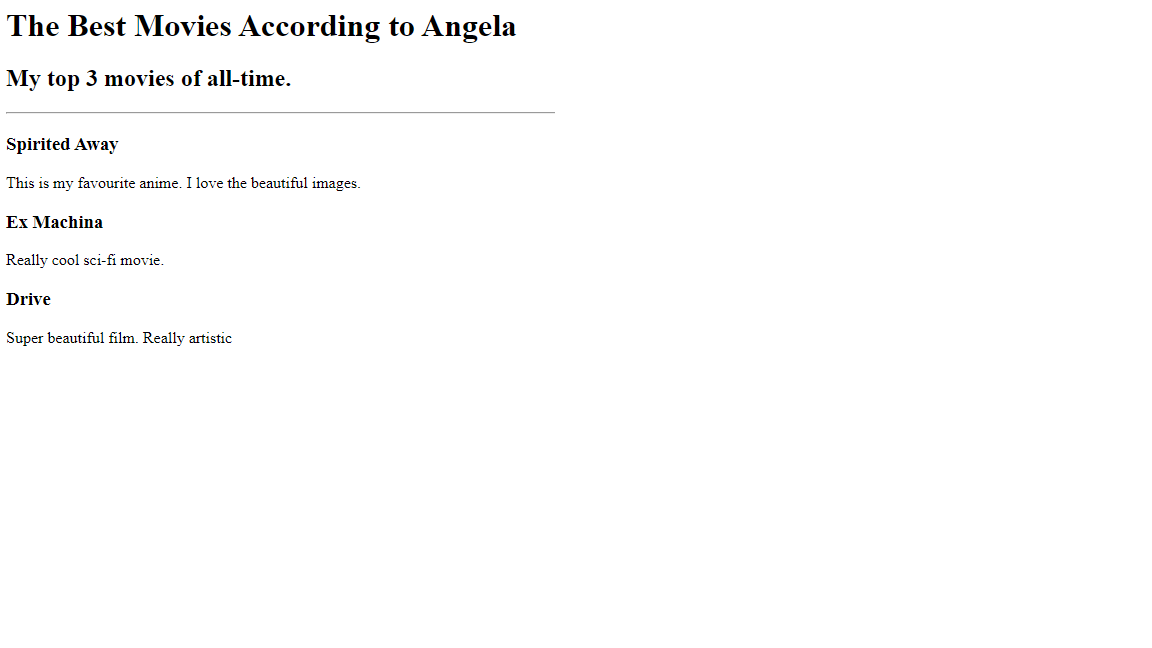 The Best Movies According to Angela
My top 3 movies of all-time.
Spirited Away
This is my favourite anime. I love the beautiful images.
Ex Machina
Really cool sci-fi movie.
Drive
Super beautiful film. Really artistic